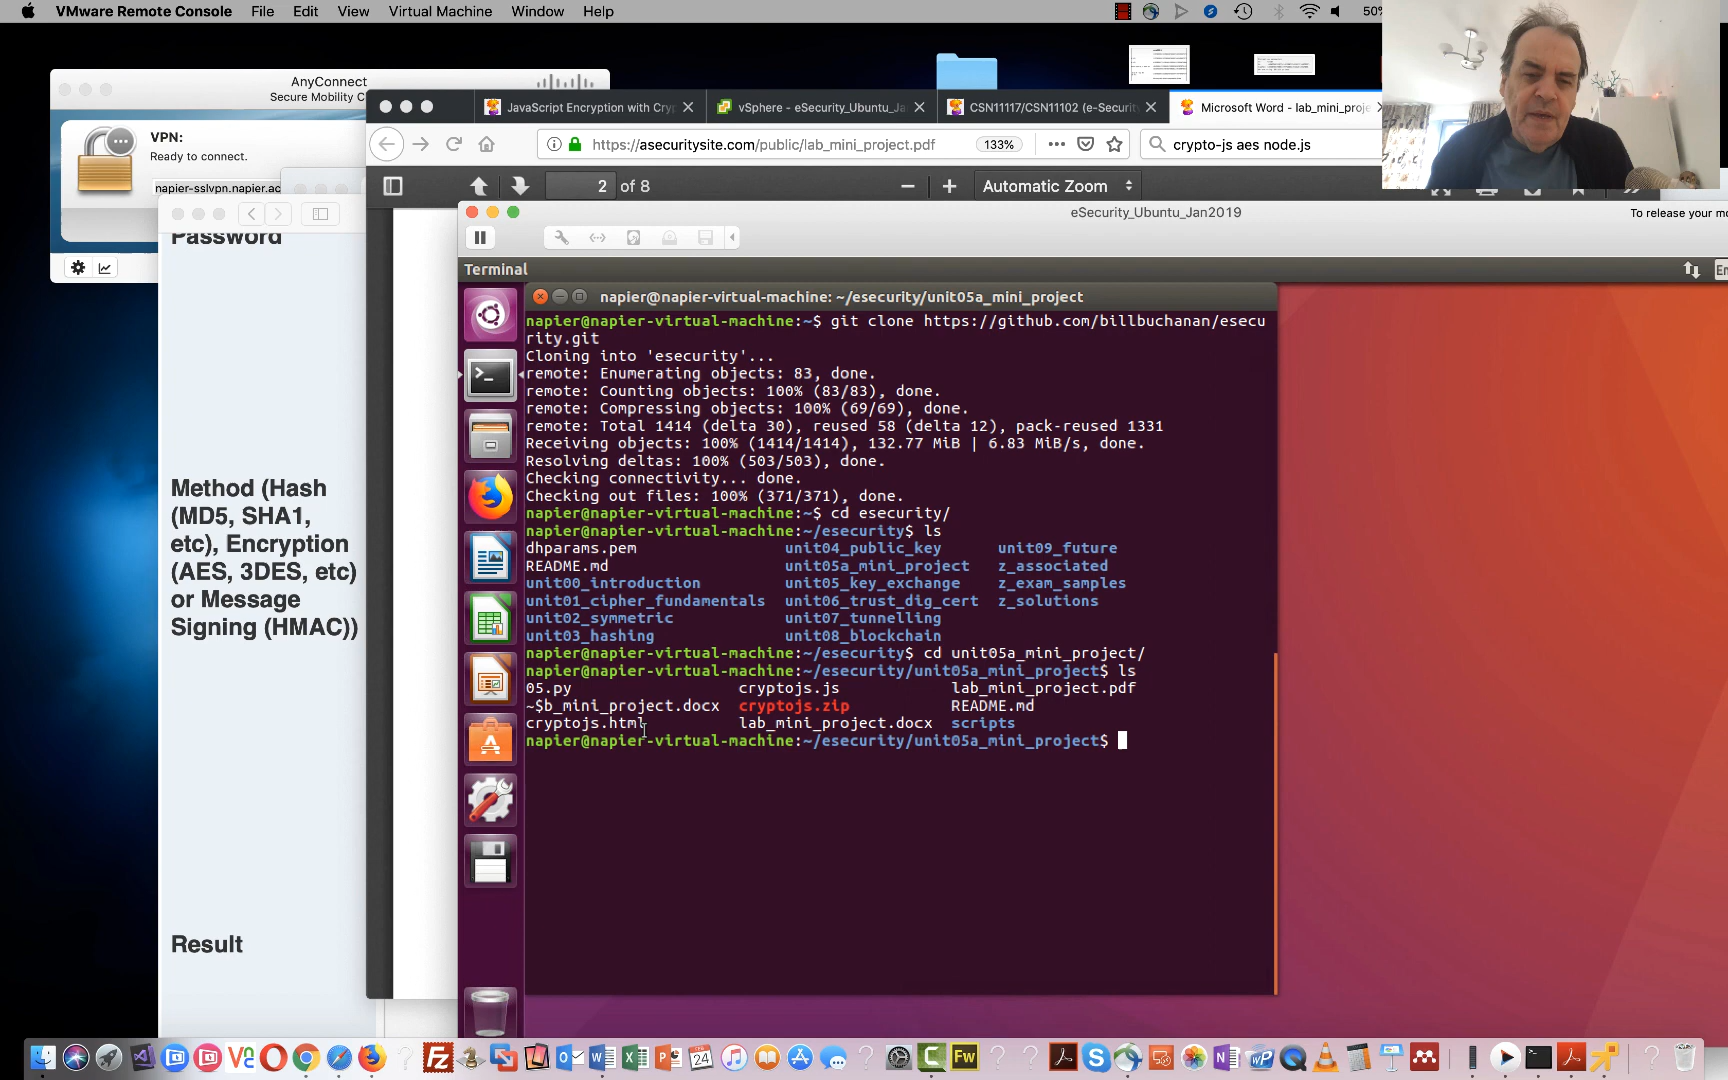 VMware Remote Console File Edit View Virtual Machine Window Help
50%
AnyConnect
Secure Mobility C
VPN:
Ready to connect.
napier-sslvpn.napier.ac
JavaScript Encryption with Cryp
vSphere - eSecurity_Ubuntu_Ja
CSN11117/CSN11102 (e-Securit
Microsoft Word - lab_mini_proje
https://asecuritysite.com/public/lab_mini_project.pdf
133%
crypto-js aes node.js
2 of 8
Automatic Zoom
eSecurity_Ubuntu_Jan2019
To release your mo
Terminal
En
Password
Method (Hash
(MD5, SHA1,
etc), Encryption
(AES, 3DES, etc)
or Message
Signing (HMAC))
Result
napier@napier-virtual-machine: ~/esecurity/unit05a_mini_project
napier@napier-virtual-machine:~$ git clone https://github.com/billbuchanan/esecu
rity.git
Cloning into 'esecurity'...
remote: Enumerating objects: 83, done.
remote: Counting objects: 100% (83/83), done.
remote: Compressing objects: 100% (69/69), done.
remote: Total 1414 (delta 30), reused 58 (delta 12), pack-reused 1331
Receiving objects: 100% (1414/1414), 132.77 MiB | 6.83 MiB/s, done.
Resolving deltas: 100% (503/503), done.
Checking connectivity... done.
Checking out files: 100% (371/371), done.
napier@napier-virtual-machine:~$ cd esecurity/
napier@napier-virtual-machine:~/esecurity$ ls
dhparams.pem unit04_public_key unit09_future
README.md unit05a_mini_project z_associated
unit00_introduction unit05_key_exchange z_exam_samples
unit01_cipher_fundamentals unit06_trust_dig_cert z_solutions
unit02_symmetric unit07_tunnelling
unit03_hashing unit08_blockchain
napier@napier-virtual-machine:~/esecurity$ cd unit05a_mini_project/
napier@napier-virtual-machine:~/esecurity/unit05a_mini_project$ ls
05.py cryptojs.js lab_mini_project.pdf
~$b_mini_project.docx cryptojs.zip README.md
cryptojs.html lab_mini_project.docx scripts
napier@napier-virtual-machine:~/esecurity/unit05a_mini_project$